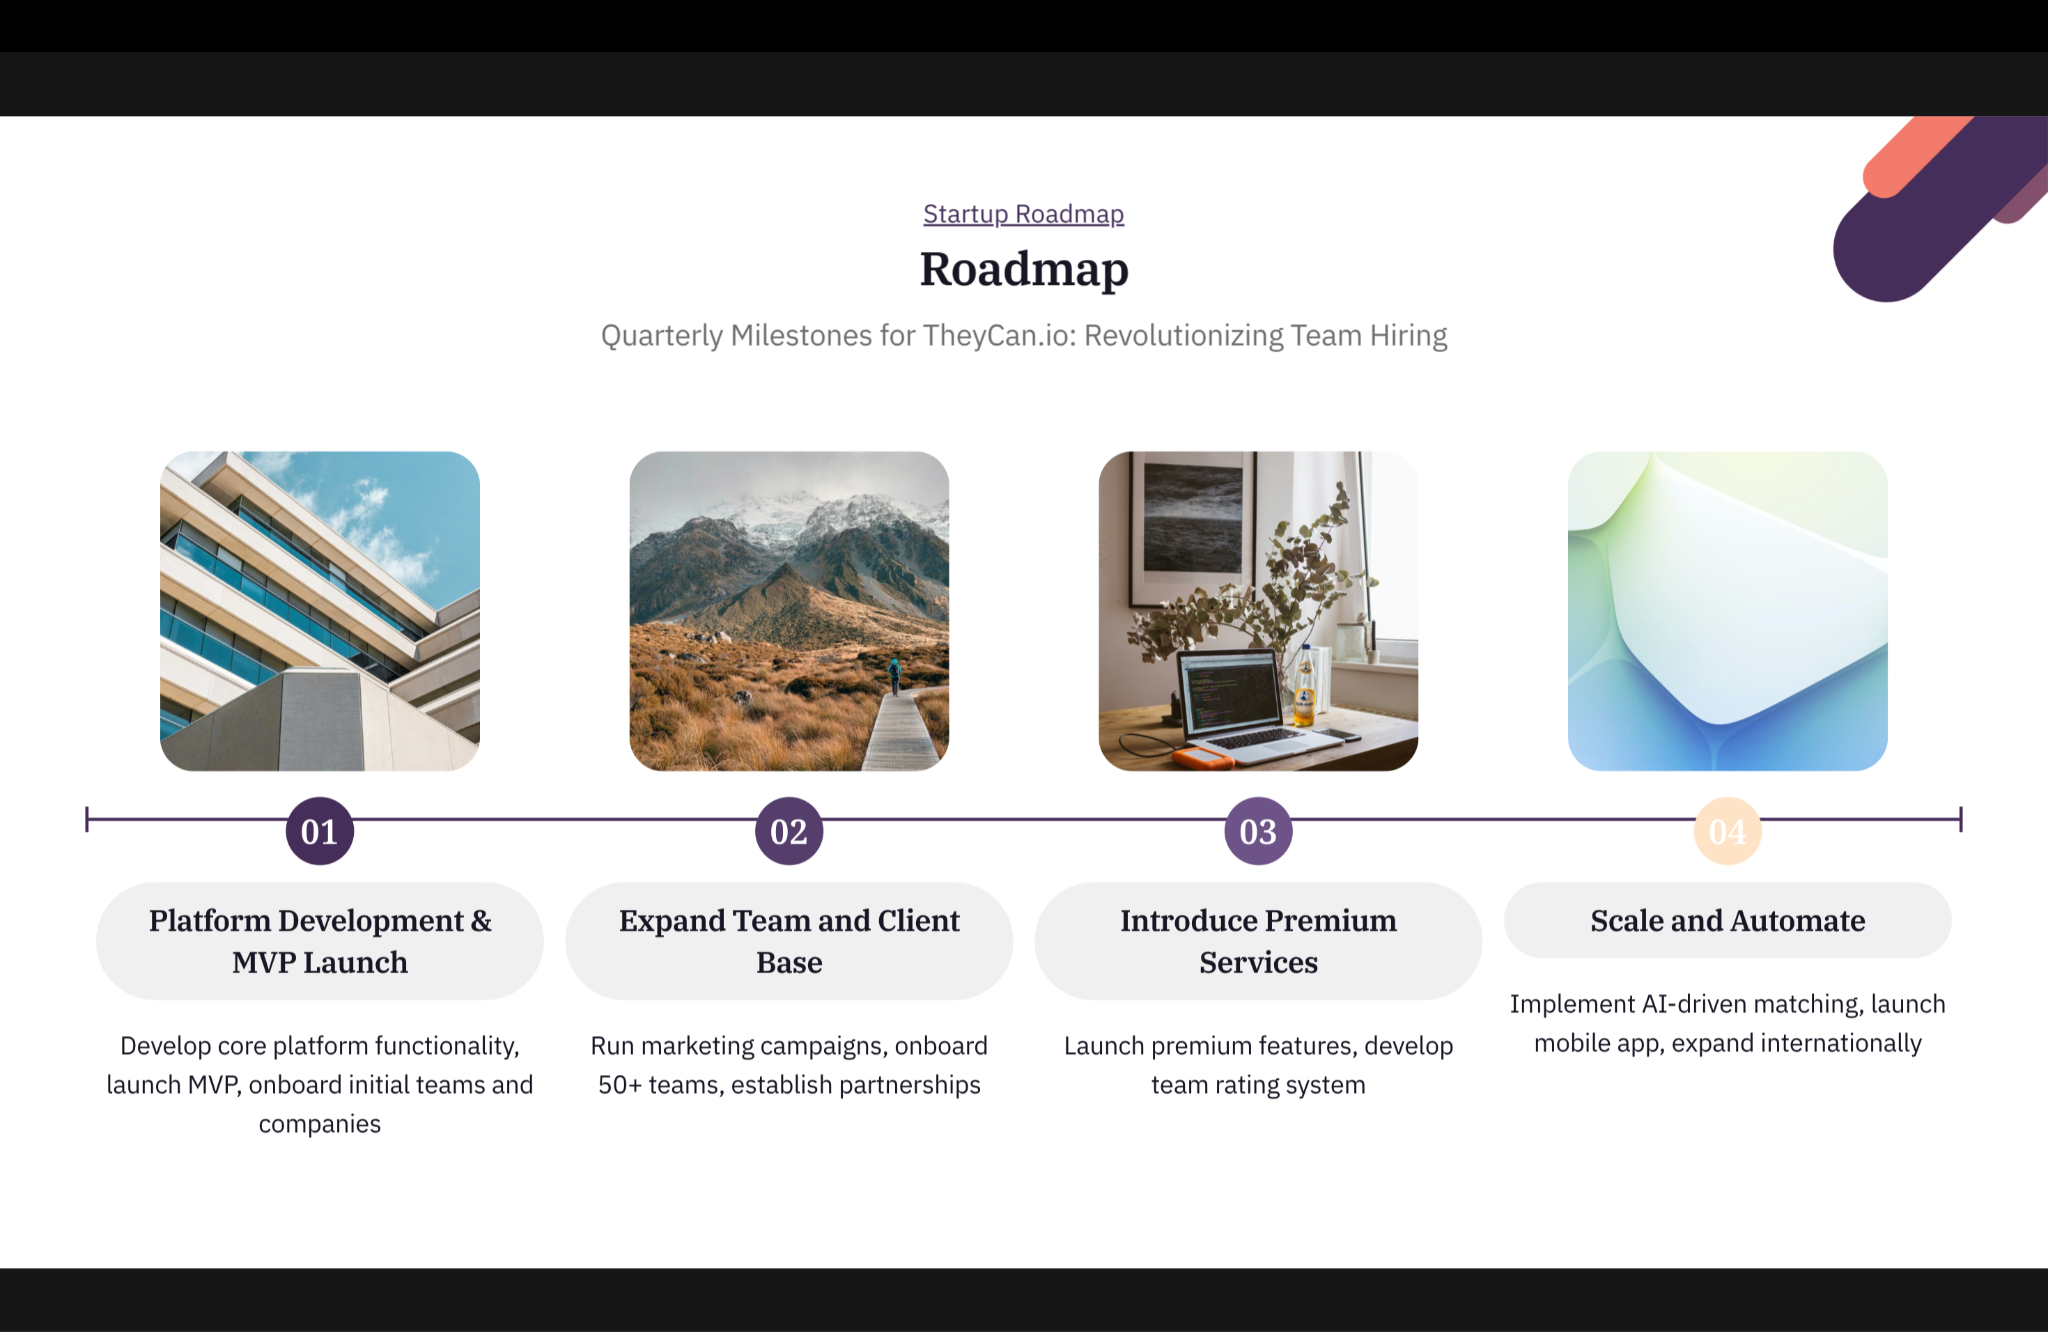 Startup Roadmap
Roadmap
Quarterly Milestones for TheyCan.io: Revolutionizing Team Hiring
01
Platform Development &
MVP Launch
Develop core platform functionality,
launch MVP, onboard initial teams and
companies
02
Expand Team and Client
Base
Run marketing campaigns, onboard
50+ teams, establish partnerships
03
Introduce Premium
Services
Launch premium features, develop
team rating system
04
Scale and Automate
Implement AI-driven matching, launch
mobile app, expand internationally